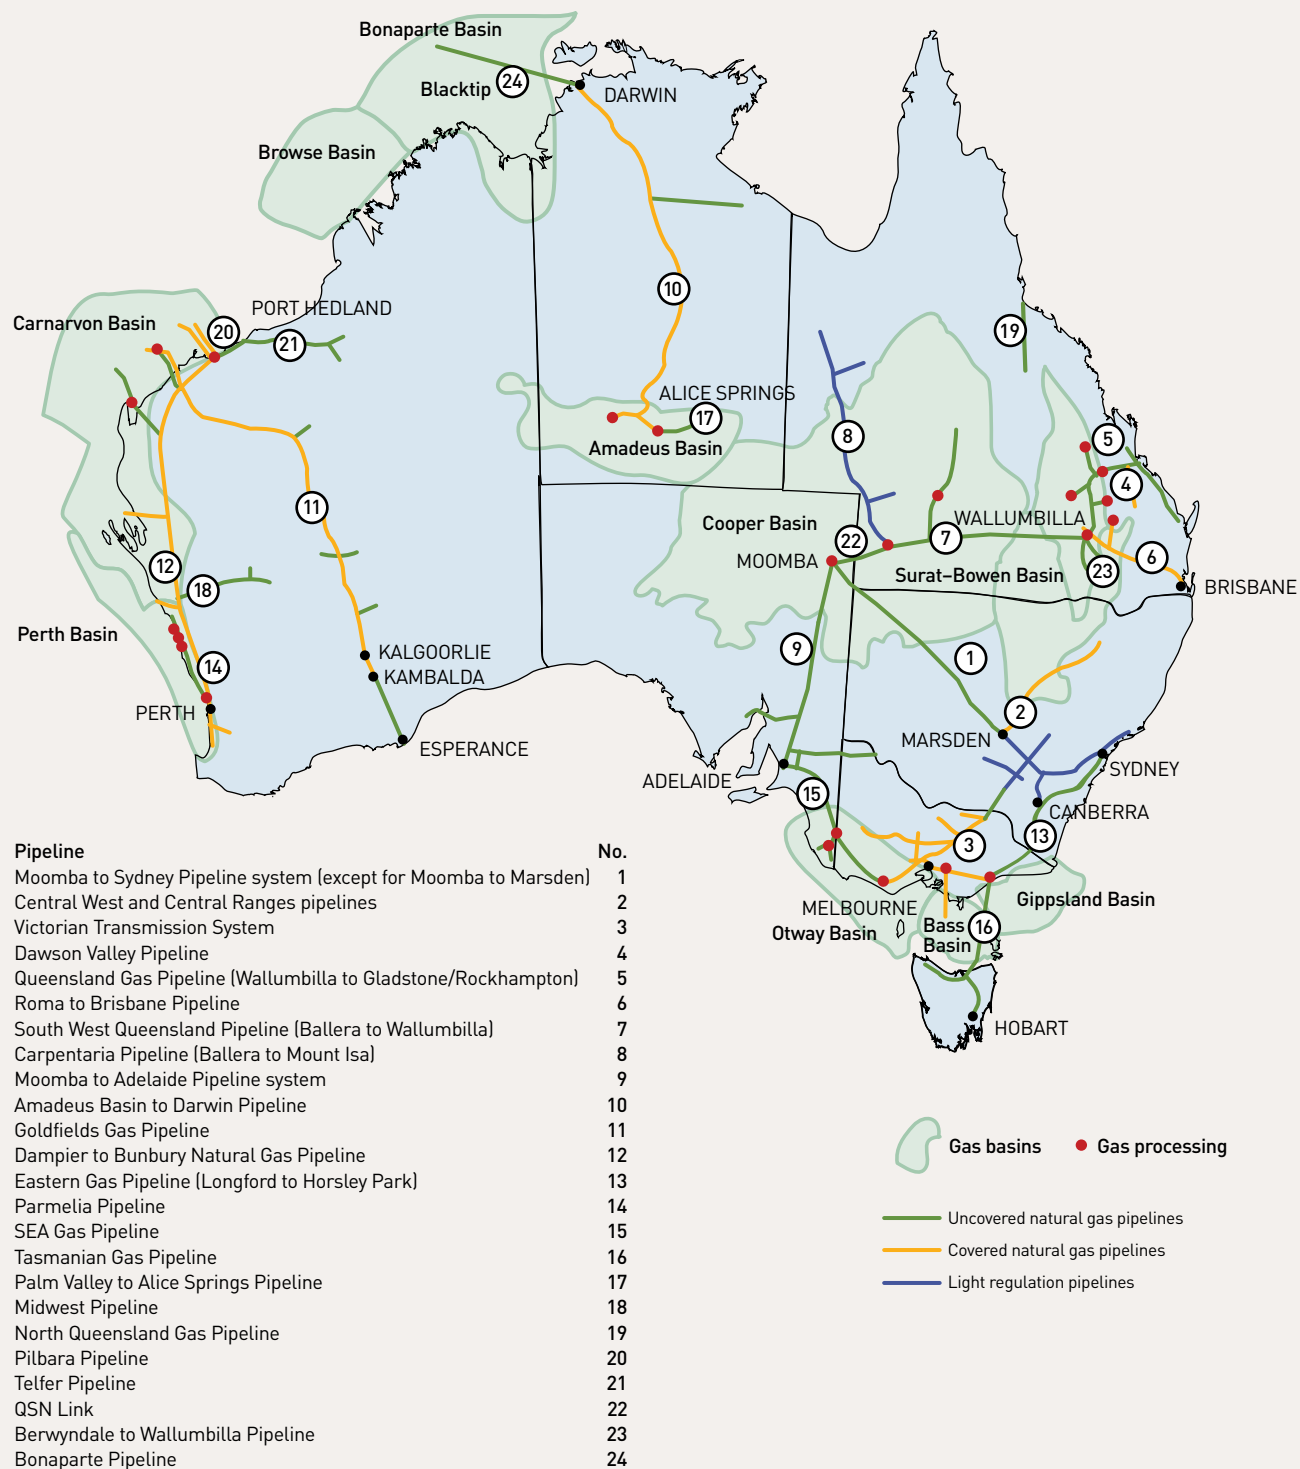 Bonaparte Basin
Blacktip
24
DARWIN
Browse Basin
10
PORT HEDLAND
Carnarvon Basin
20
21
19
ALICE SPRINGS
17
Amadeus Basin
8
5
4
11
Cooper Basin
WALLUMBILLA
22
7
MOOMBA
12
6
Surat–Bowen Basin
23
BRISBANE
18
Perth Basin
9
KALGOORLIE
1
14
KAMBALDA
PERTH
2
MARSDEN
ESPERANCE
SYDNEY
ADELAIDE
15
CANBERRA
13
3
Gippsland Basin
MELBOURNE
Otway Basin
Bass
Basin
16
HOBART
Pipeline No.
Moomba to Sydney Pipeline system (except for Moomba to Marsden) 1
Central West and Central Ranges pipelines 2
Victorian Transmission System 3
Dawson Valley Pipeline 4
Queensland Gas Pipeline (Wallumbilla to Gladstone/Rockhampton) 5
Roma to Brisbane Pipeline 6
South West Queensland Pipeline (Ballera to Wallumbilla) 7
Carpentaria Pipeline (Ballera to Mount Isa) 8
Moomba to Adelaide Pipeline system 9
Amadeus Basin to Darwin Pipeline 10
Goldfields Gas Pipeline 11
Dampier to Bunbury Natural Gas Pipeline 12
Eastern Gas Pipeline (Longford to Horsley Park) 13
Parmelia Pipeline 14
SEA Gas Pipeline 15
Tasmanian Gas Pipeline 16
Palm Valley to Alice Springs Pipeline 17
Midwest Pipeline 18
North Queensland Gas Pipeline 19
Pilbara Pipeline 20
Telfer Pipeline 21
QSN Link 22
Berwyndale to Wallumbilla Pipeline 23
Bonaparte Pipeline 24
Gas basins
Gas processing
Uncovered natural gas pipelines
Covered natural gas pipelines
Light regulation pipelines